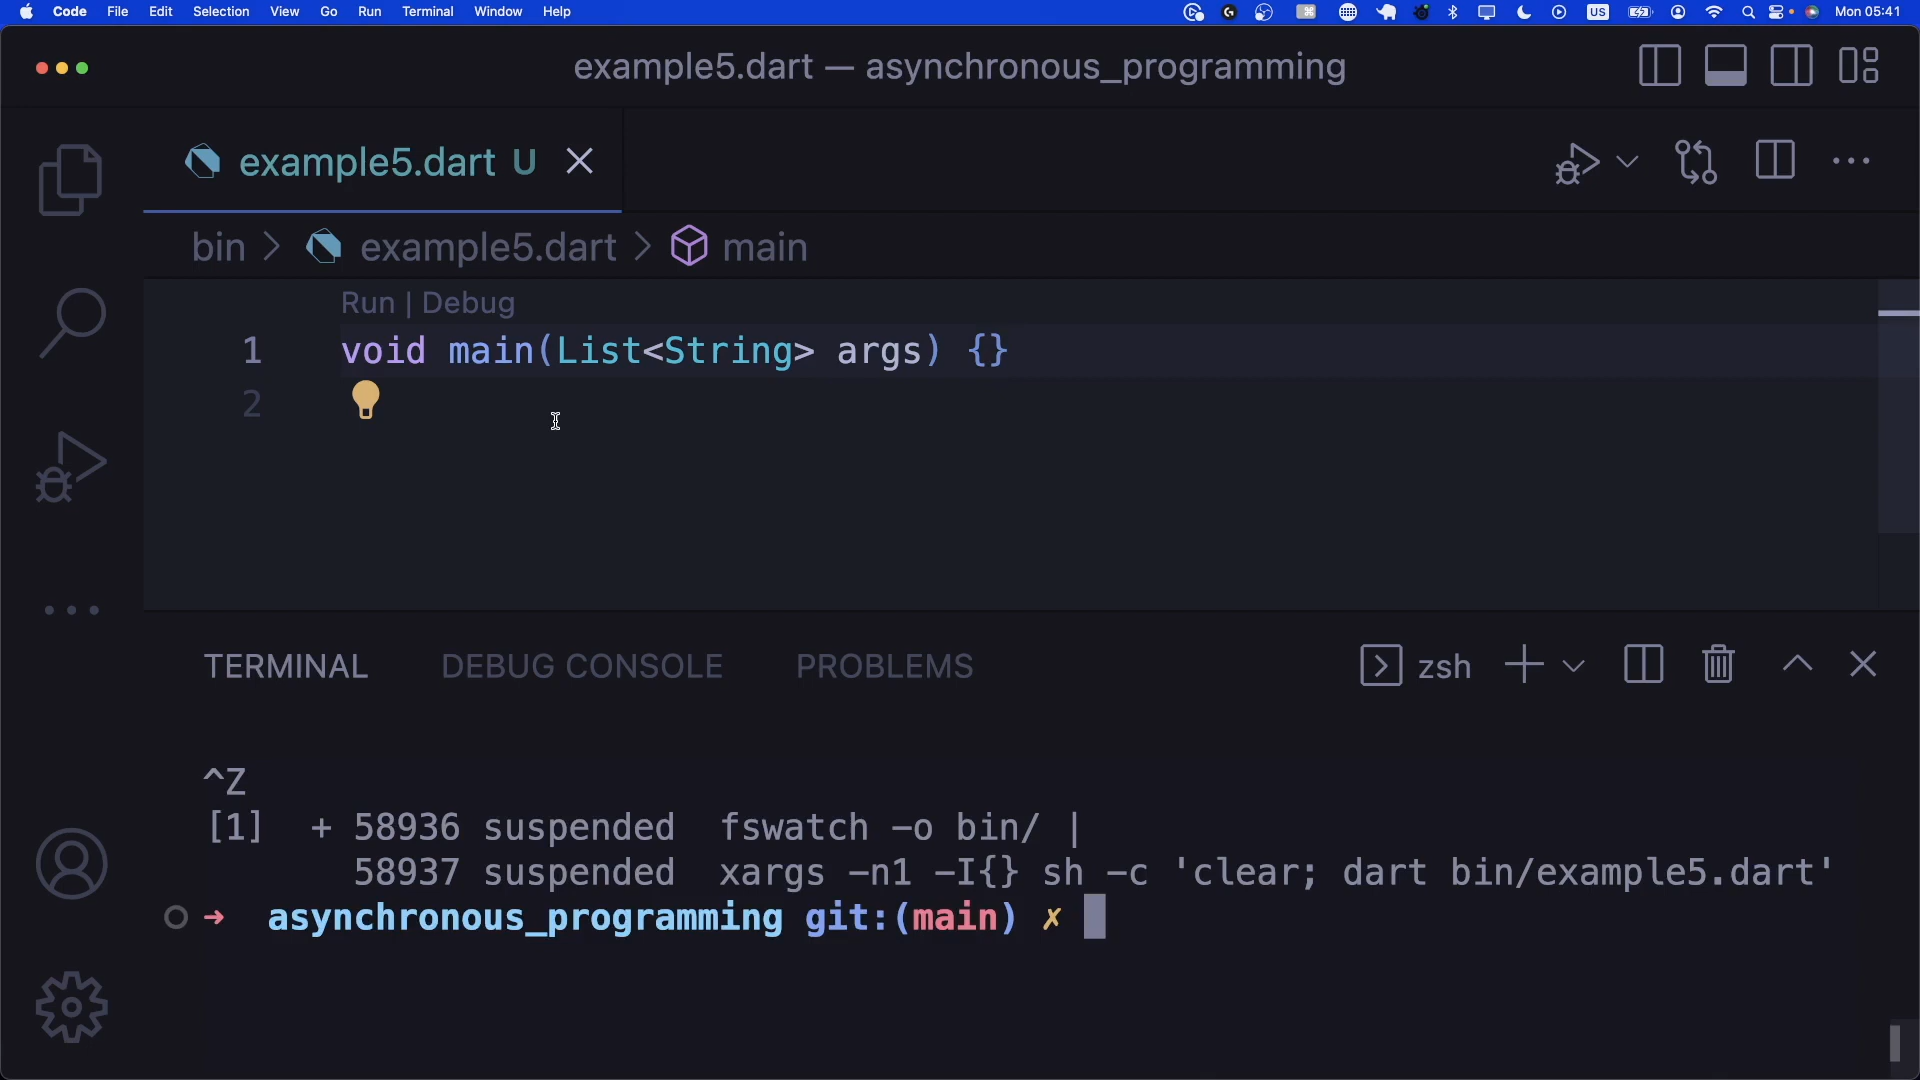 Code File Edit Selection View Go Run Terminal Window Help US Mon 05:41
example5.dart — asynchronous_programming
example5.dart U
bin > example5.dart > main
Run | Debug
1 void main(List<String> args) {}
2
TERMINAL DEBUG CONSOLE PROBLEMS zsh
^Z
[1]  + 58936 suspended  fswatch -o bin/ |
58937 suspended  xargs -n1 -I{} sh -c 'clear; dart bin/example5.dart'
➜  asynchronous_programming git:(main) ✗